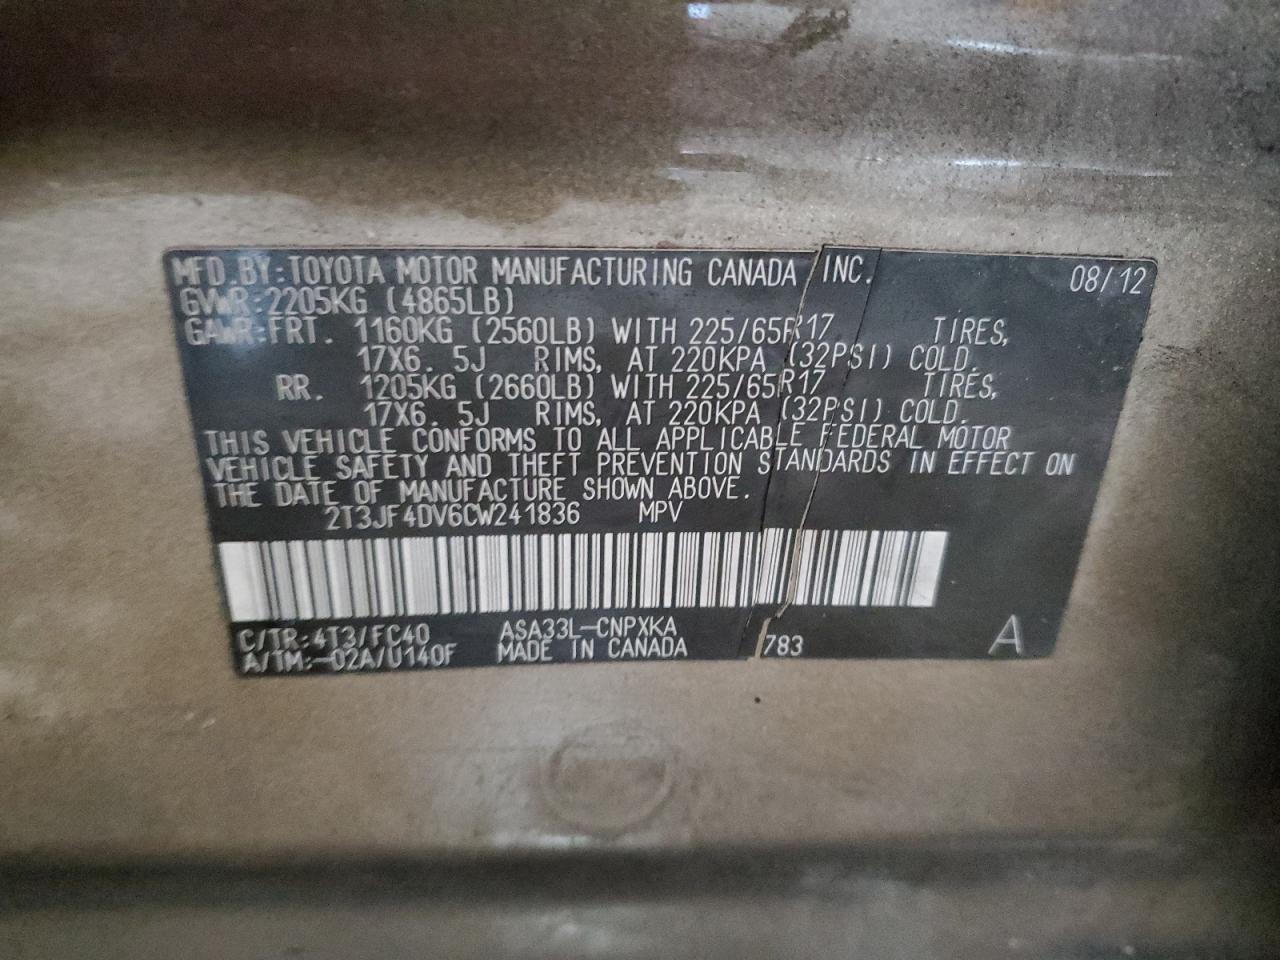 MFD.BY:TOYOTA MOTOR MANUFACTURING CANADA INC. 08/12
GVWR:2205KG (4865LB)
GAWR:FRT. 1160KG (2560LB) WITH 225/65R17 TIRES,
17X6. 5J RIMS, AT 220KPA (32PSI) COLD.
RR. 1205KG (2660LB) WITH 225/65R17 TIRES,
17X6. 5J RIMS, AT 220KPA (32PSI) COLD.
THIS VEHICLE CONFORMS TO ALL APPLICABLE FEDERAL MOTOR
VEHICLE SAFETY AND THEFT PREVENTION STANDARDS IN EFFECT ON
THE DATE OF MANUFACTURE SHOWN ABOVE.
2T3JF4DV6CW241836 MPV
C/TR:4T3/FC40 ASA33L-CNPXKA
A/TM:-02A/U140F MADE IN CANADA 783 A